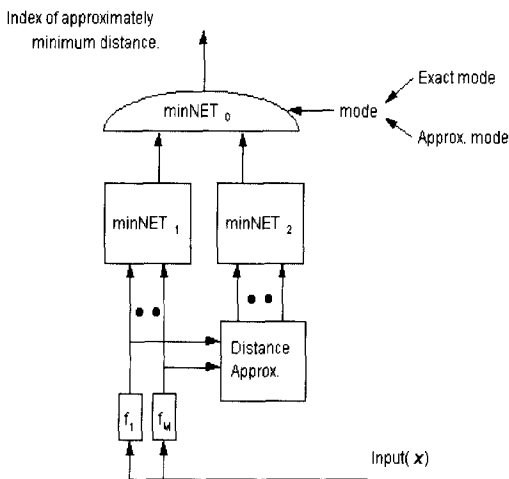 Index of approximately
minimum distance.
minNET 0
mode
Exact mode
Approx. mode
minNET 1
minNET 2
Distance
Approx.
f1
fM
Input( x )